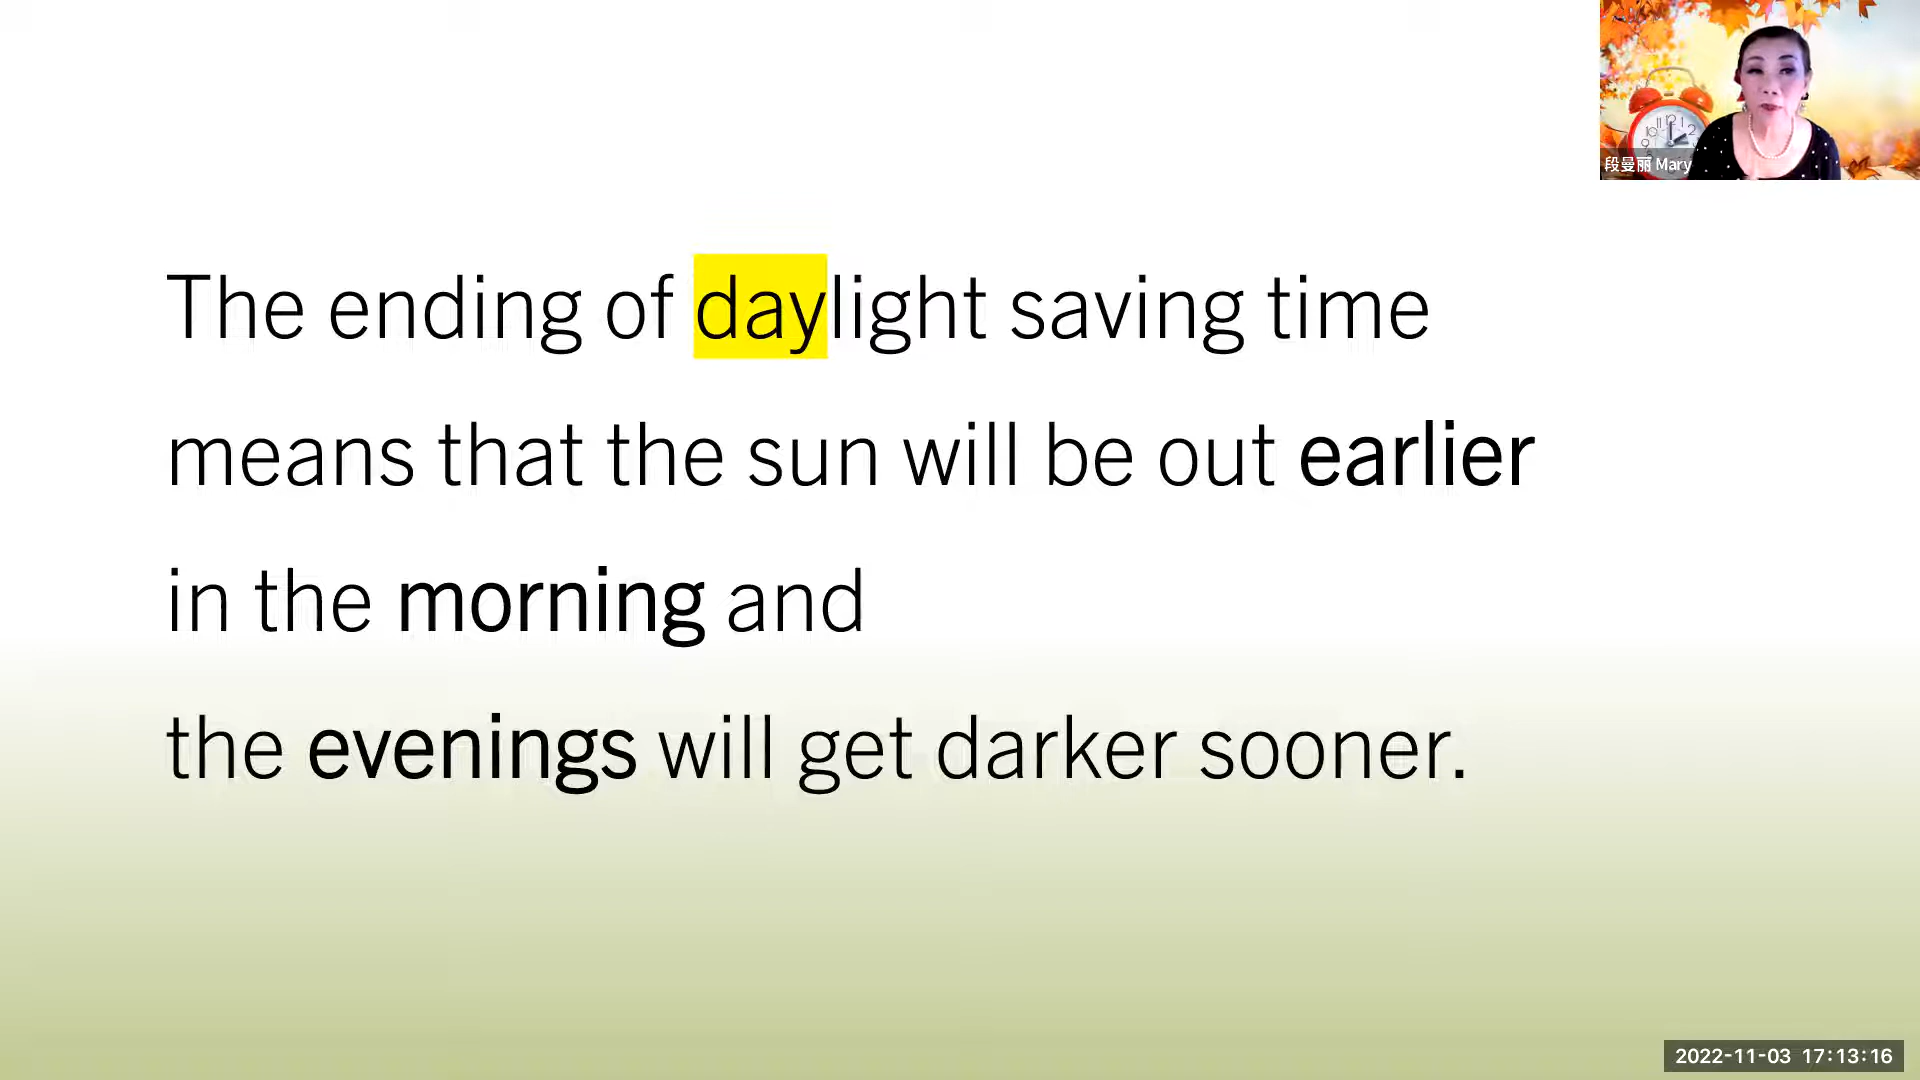 段曼丽 Mary
The ending of daylight saving time
means that the sun will be out earlier
in the morning and
the evenings will get darker sooner.
2022-11-03 17:13:16